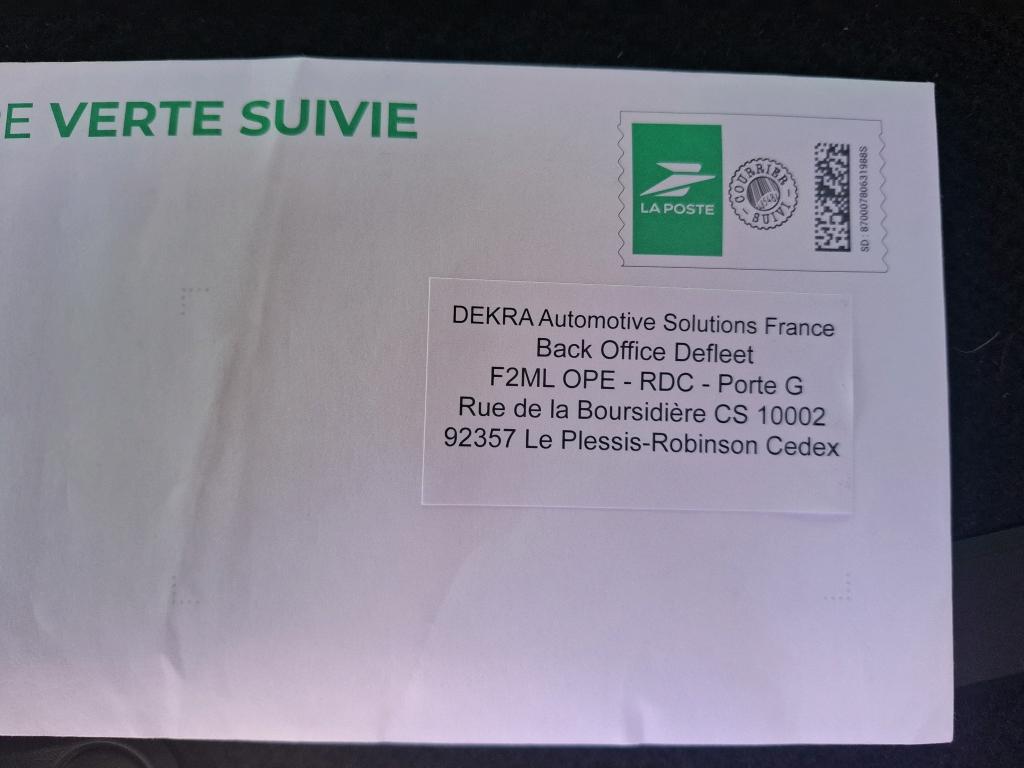 E VERTE SUIVIE
LA POSTE
COURRIER
SUIVI
SD : 87000780631988S
DEKRA Automotive Solutions France
Back Office Defleet
F2ML OPE - RDC - Porte G
Rue de la Boursidière CS 10002
92357 Le Plessis-Robinson Cedex